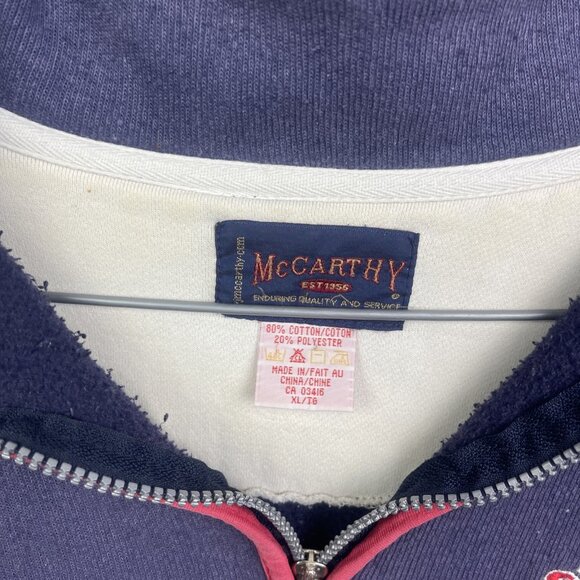 McCARTHY
EST 1956
®
ENDURING QUALITY AND SERVICE
mccarthy.com
80% COTTON/COTON
20% POLYESTER
MADE IN/FAIT AU
CHINA/CHINE
CA 03416
XL/TG